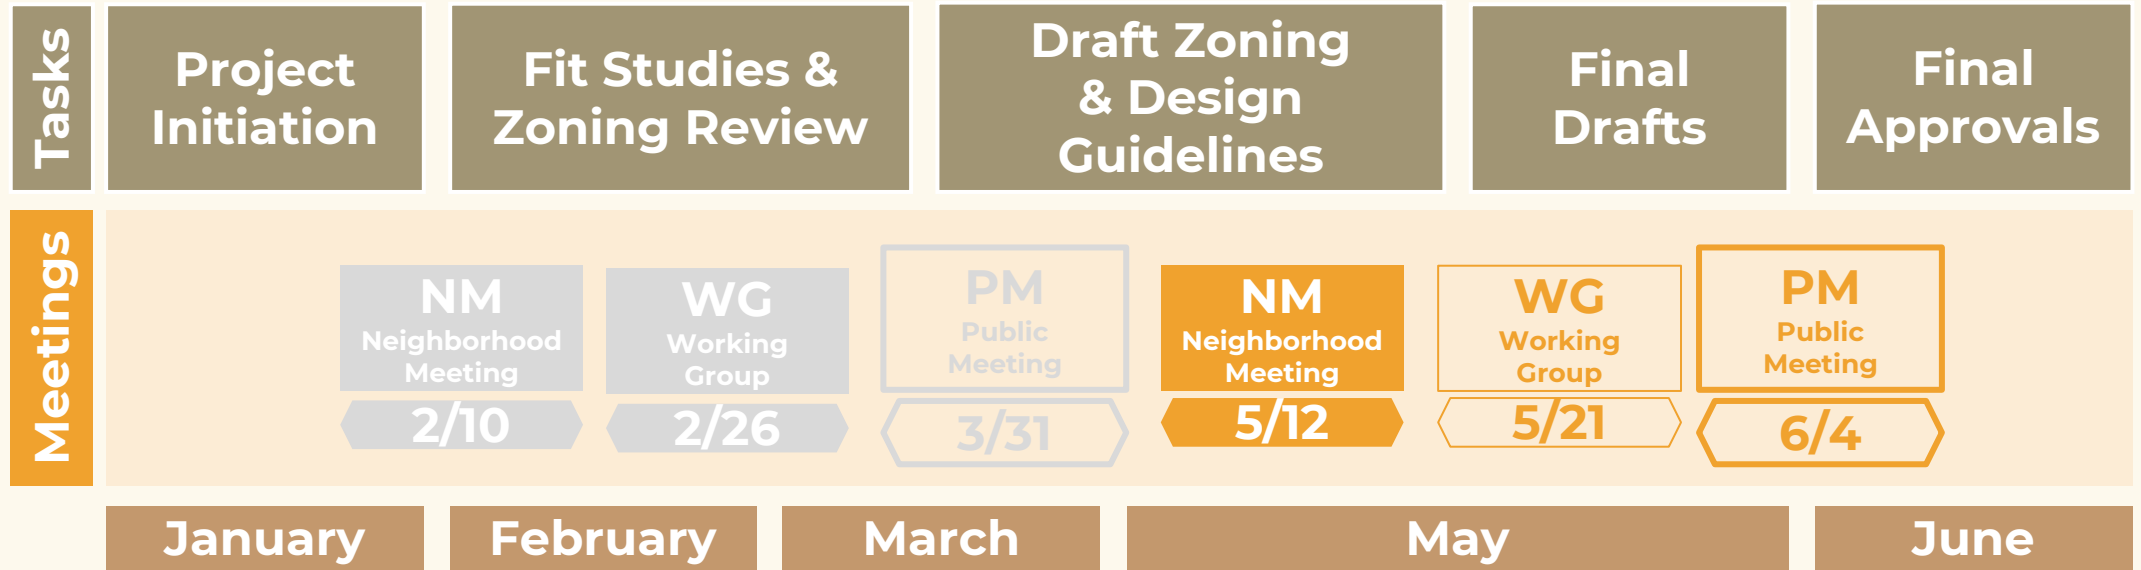 Tasks
Project
Initiation
Fit Studies &
Zoning Review
Draft Zoning
& Design
Guidelines
Final
Drafts
Final
Approvals
Meetings
NM
Neighborhood
Meeting
2/10
WG
Working
Group
2/26
PM
Public
Meeting
3/31
NM
Neighborhood
Meeting
5/12
WG
Working
Group
5/21
PM
Public
Meeting
6/4
January
February
March
May
June